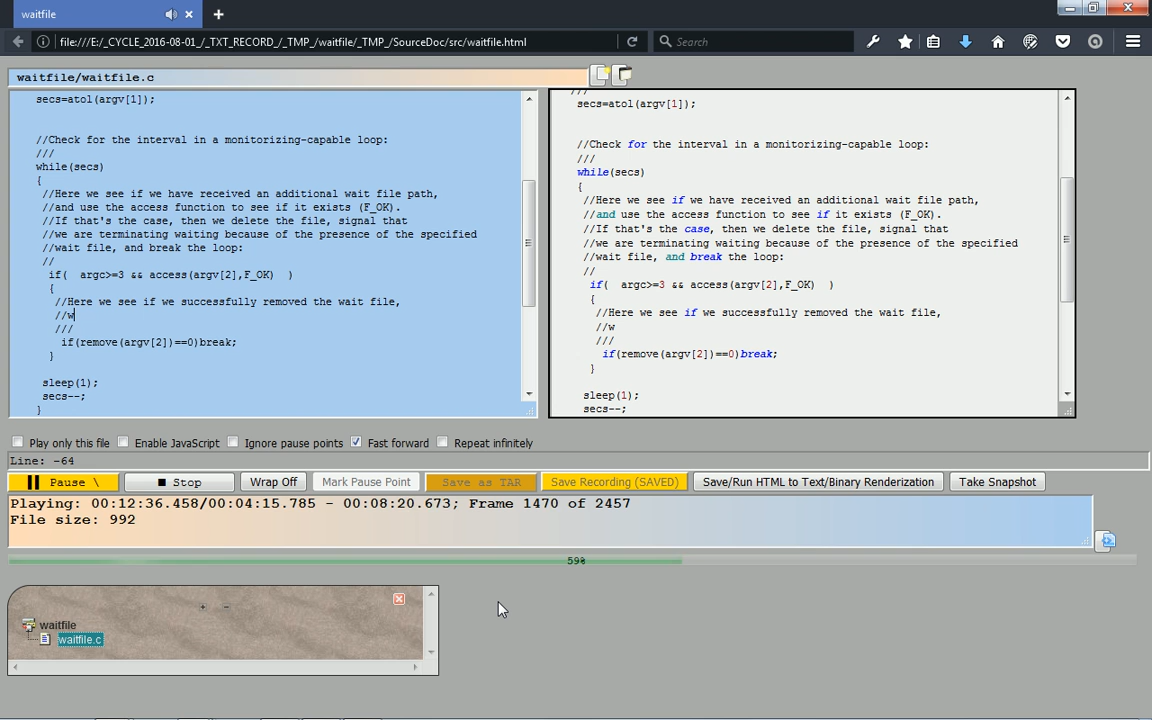 waitfile
file:///E:/_CYCLE_2016-08-01_/_TXT_RECORD_/_TMP_/waitfile/_TMP_/SourceDoc/src/waitfile.html
Search
waitfile/waitfile.c
secs=atol(argv[1]);
//Check for the interval in a monitorizing-capable loop:
///
while(secs)
{
//Here we see if we have received an additional wait file path,
//and use the access function to see if it exists (F_OK).
//If that's the case, then we delete the file, signal that
//we are terminating waiting because of the presence of the specified
//wait file, and break the loop:
//
if(  argc>=3 && access(argv[2],F_OK)  )
{
//Here we see if we successfully removed the wait file,
//w
///
if(remove(argv[2])==0)break;
}
sleep(1);
secs--;
}
///
secs=atol(argv[1]);
//Check for the interval in a monitorizing-capable loop:
///
while(secs)
{
//Here we see if we have received an additional wait file path,
//and use the access function to see if it exists (F_OK).
//If that's the case, then we delete the file, signal that
//we are terminating waiting because of the presence of the specified
//wait file, and break the loop:
//
if(  argc>=3 && access(argv[2],F_OK)  )
{
//Here we see if we successfully removed the wait file,
//w
///
if(remove(argv[2])==0)break;
}
sleep(1);
secs--;
Play only this file Enable JavaScript Ignore pause points Fast forward Repeat infinitely
Line: -64
Pause \ Stop Wrap Off Mark Pause Point Save as TAR Save Recording (SAVED) Save/Run HTML to Text/Binary Renderization Take Snapshot
Playing: 00:12:36.458/00:04:15.785 - 00:08:20.673; Frame 1470 of 2457
File size: 992
59%
+ -
waitfile
waitfile.c